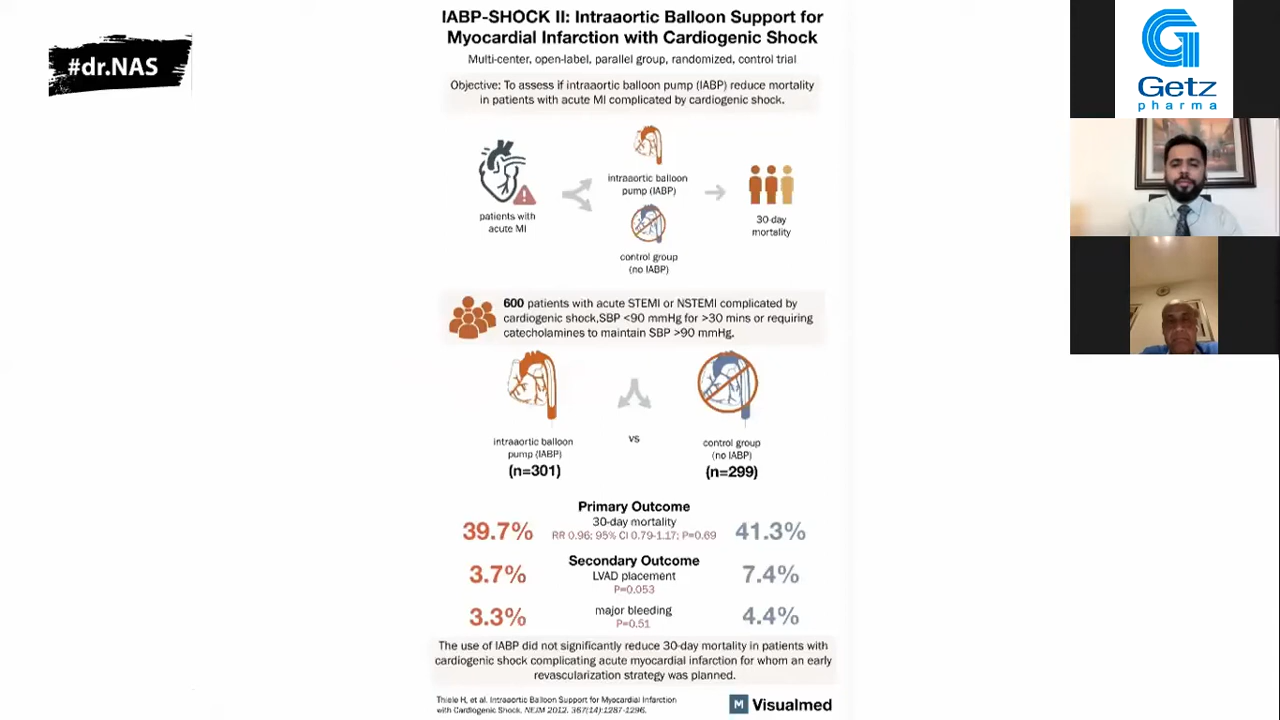 #dr.NAS
IABP-SHOCK II: Intraaortic Balloon Support for
Myocardial Infarction with Cardiogenic Shock
Multi-center, open-label, parallel group, randomized, control trial
Objective: To assess if intraaortic balloon pump (IABP) reduce mortality
in patients with acute MI complicated by cardiogenic shock.
patients with
acute MI
intraaortic balloon
pump (IABP)
control group
(no IABP)
30-day
mortality
600 patients with acute STEMI or NSTEMI complicated by
cardiogenic shock,SBP <90 mmHg for >30 mins or requiring
catecholamines to maintain SBP >90 mmHg.
intraaortic balloon
pump (IABP)
(n=301)
vs
control group
(no IABP)
(n=299)
Primary Outcome
30-day mortality
39.7% RR 0.96; 95% CI 0.79-1.17; P=0.69 41.3%
Secondary Outcome
3.7% LVAD placement 7.4%
P=0.053
3.3% major bleeding 4.4%
P=0.51
The use of IABP did not significantly reduce 30-day mortality in patients with
cardiogenic shock complicating acute myocardial infarction for whom an early
revascularization strategy was planned.
Thiele H, et al. Intraaortic Balloon Support for Myocardial Infarction
with Cardiogenic Shock. NEJM 2012. 367(14):1287-1296.
M Visualmed
Getz
pharma